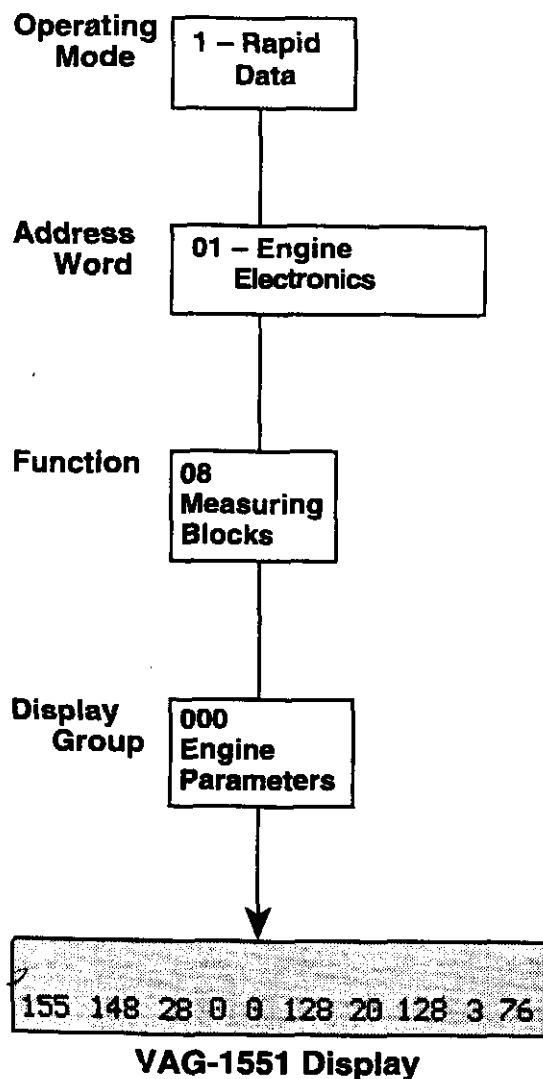 Operating
Mode
1 – Rapid
Data
Address
Word
01 – Engine
Electronics
Function
08
Measuring
Blocks
Display
Group
000
Engine
Parameters
155 148 28 0 0 128 20 128 3 76
VAG-1551 Display